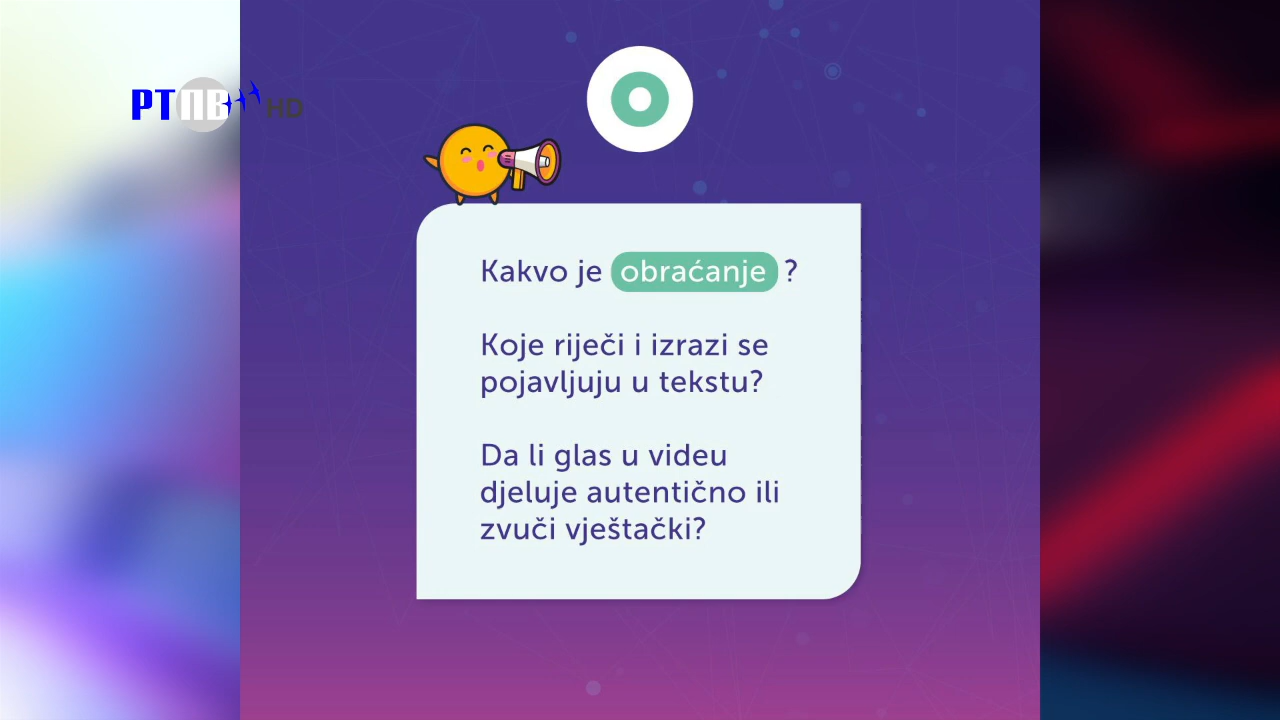 РТПВ HD
O
Kakvo je obraćanje ?
Koje riječi i izrazi se
pojavljuju u tekstu?
Da li glas u videu
djeluje autentično ili
zvuči vještački?